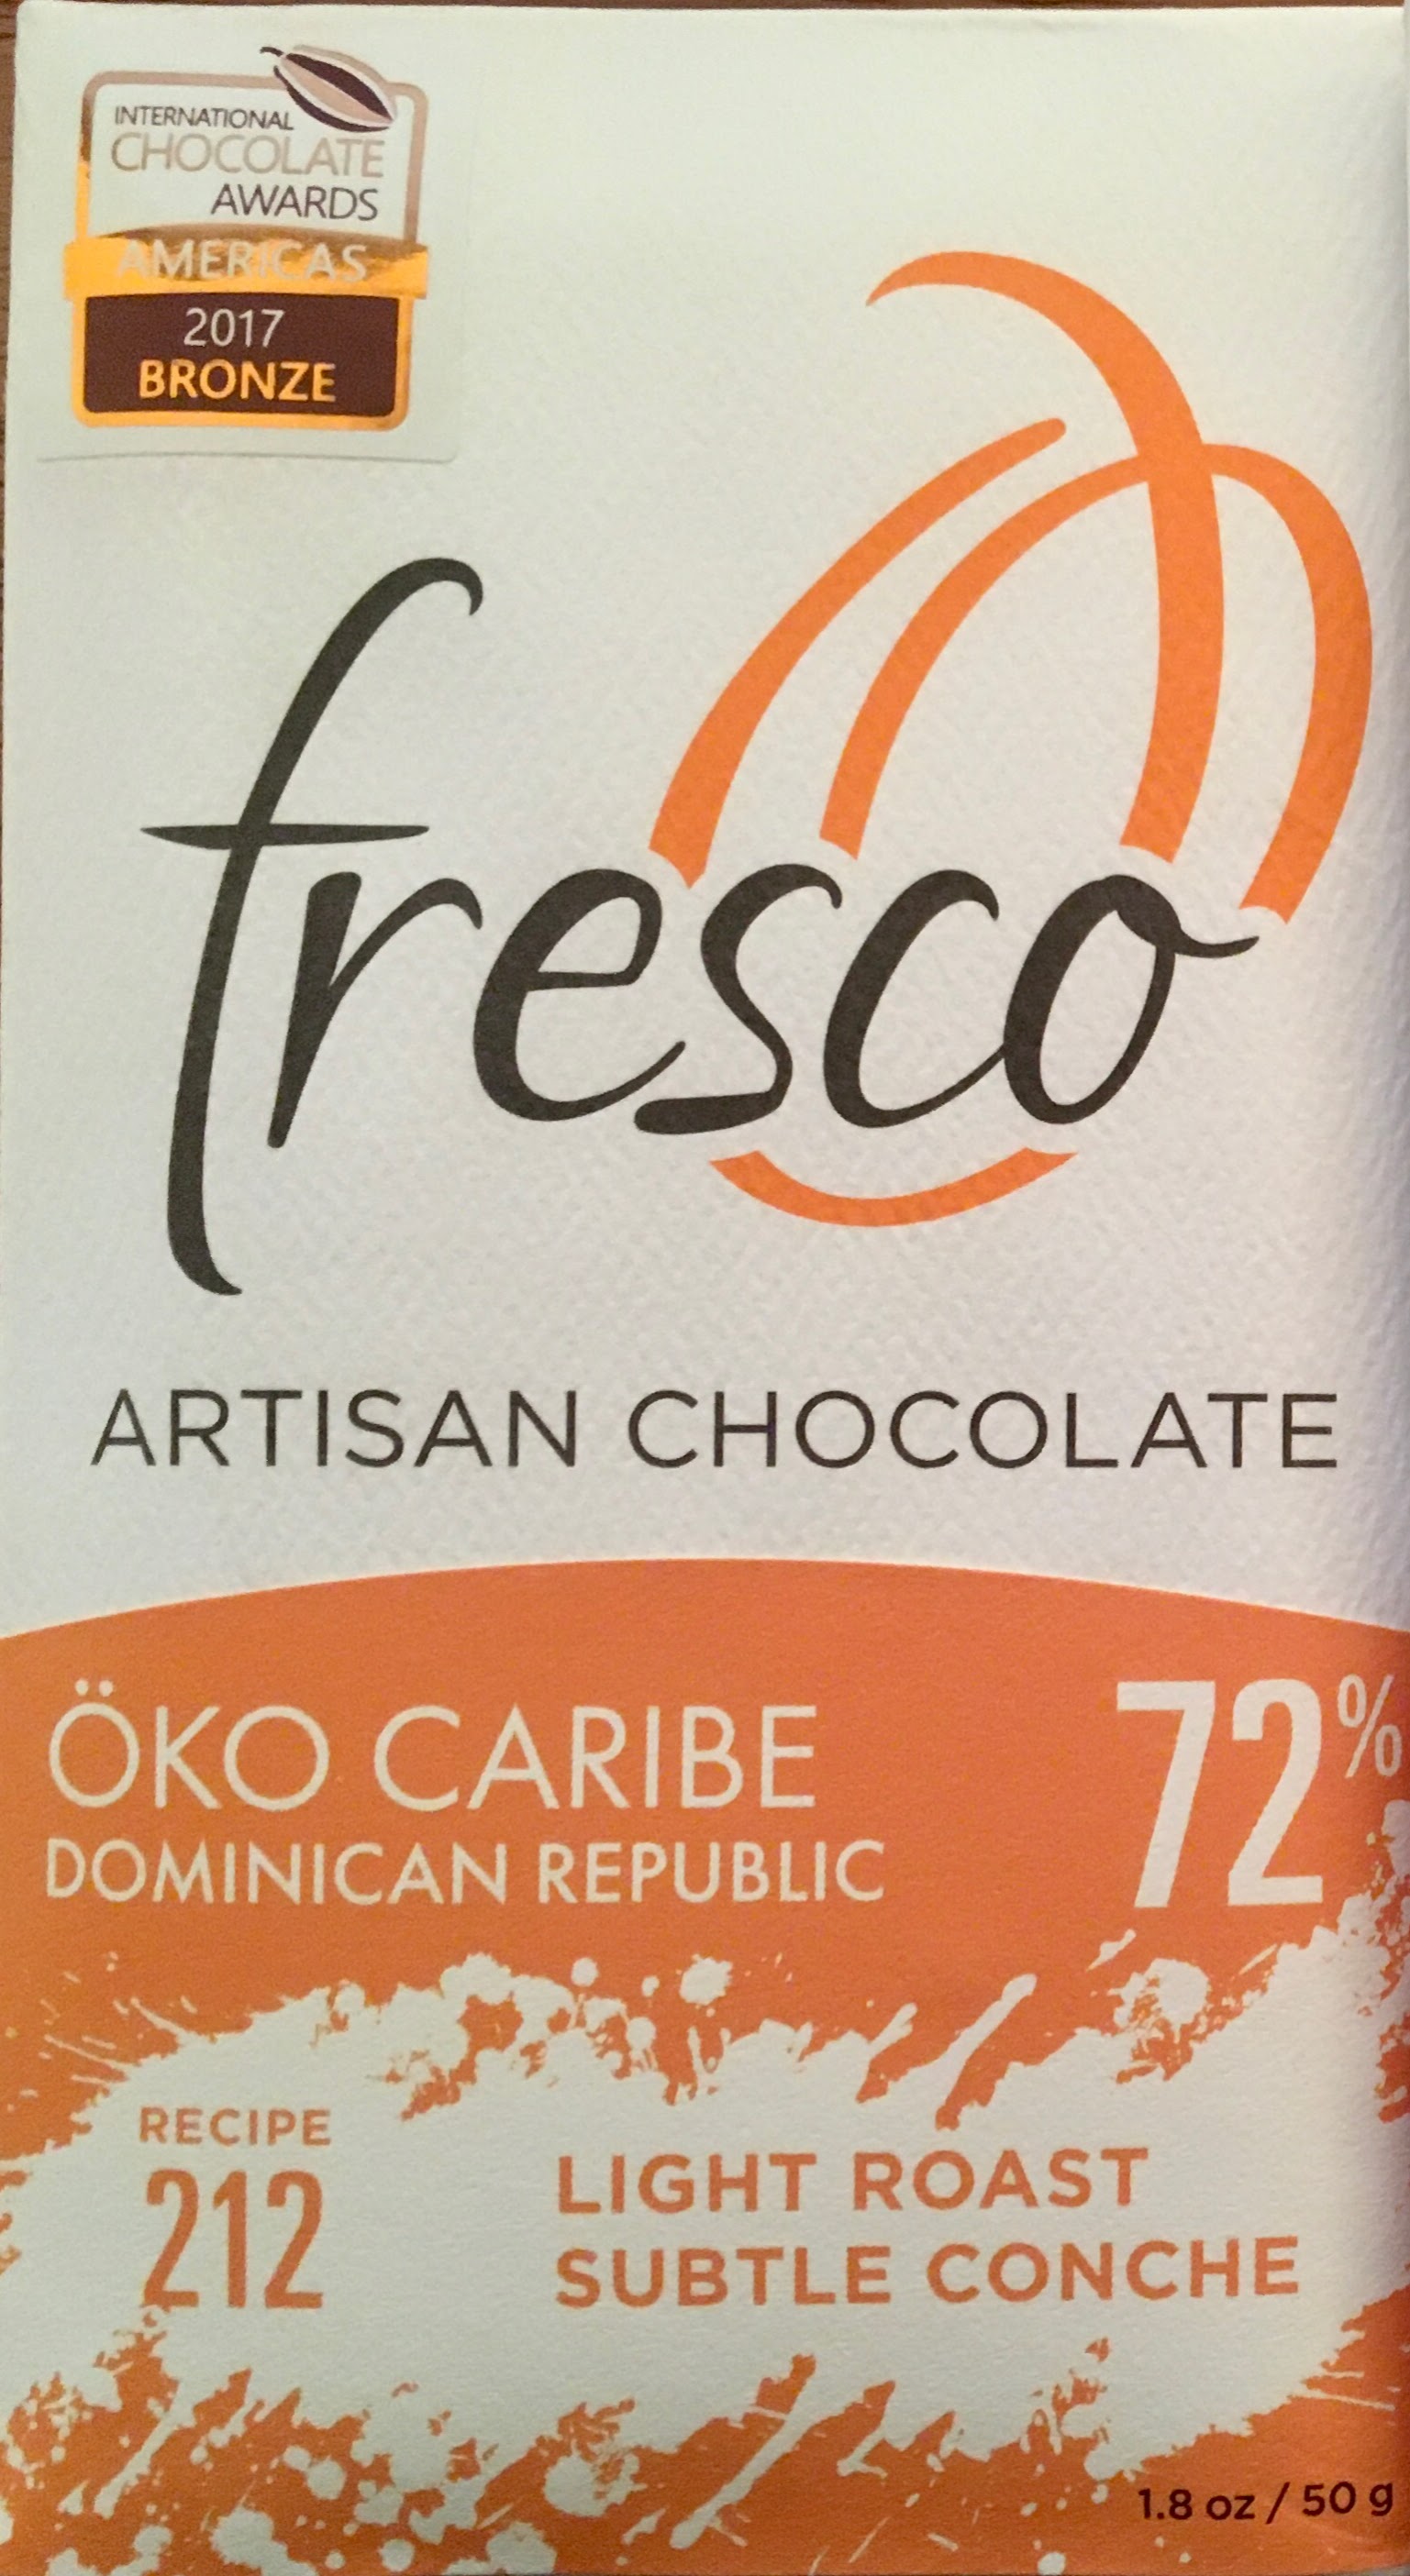 INTERNATIONAL
CHOCOLATE
AWARDS
AMERICAS
2017
BRONZE
fresco
ARTISAN CHOCOLATE
ÖKO CARIBE
DOMINICAN REPUBLIC
72%
RECIPE
212
LIGHT ROAST
SUBTLE CONCHE
1.8 oz / 50 g